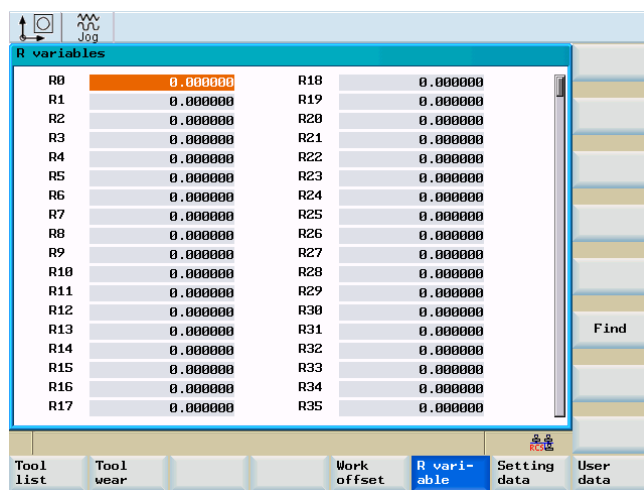 Jog
R variables
R0 0.000000 R18 0.000000
R1 0.000000 R19 0.000000
R2 0.000000 R20 0.000000
R3 0.000000 R21 0.000000
R4 0.000000 R22 0.000000
R5 0.000000 R23 0.000000
R6 0.000000 R24 0.000000
R7 0.000000 R25 0.000000
R8 0.000000 R26 0.000000
R9 0.000000 R27 0.000000
R10 0.000000 R28 0.000000
R11 0.000000 R29 0.000000
R12 0.000000 R30 0.000000
R13 0.000000 R31 0.000000 Find
R14 0.000000 R32 0.000000
R15 0.000000 R33 0.000000
R16 0.000000 R34 0.000000
R17 0.000000 R35 0.000000
RCS
Tool Tool Work R vari- Setting User
list wear offset able data data